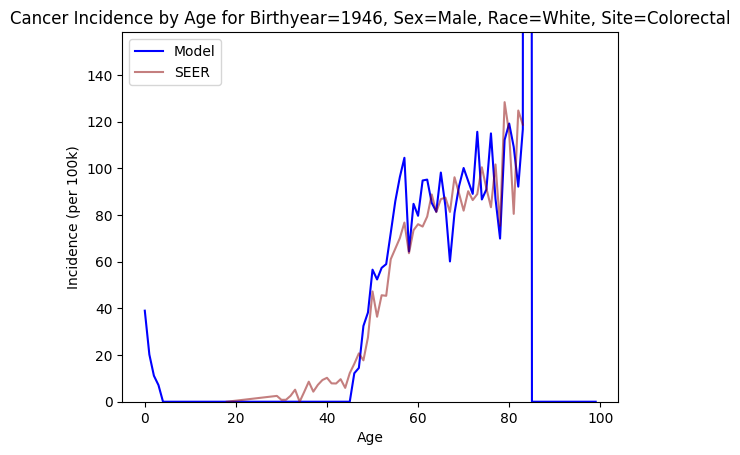 Cancer Incidence by Age for Birthyear=1946, Sex=Male, Race=White, Site=Colorectal
Model
SEER
Incidence (per 100k)
140
120
100
80
60
40
20
0
0 20 40 60 80 100
Age